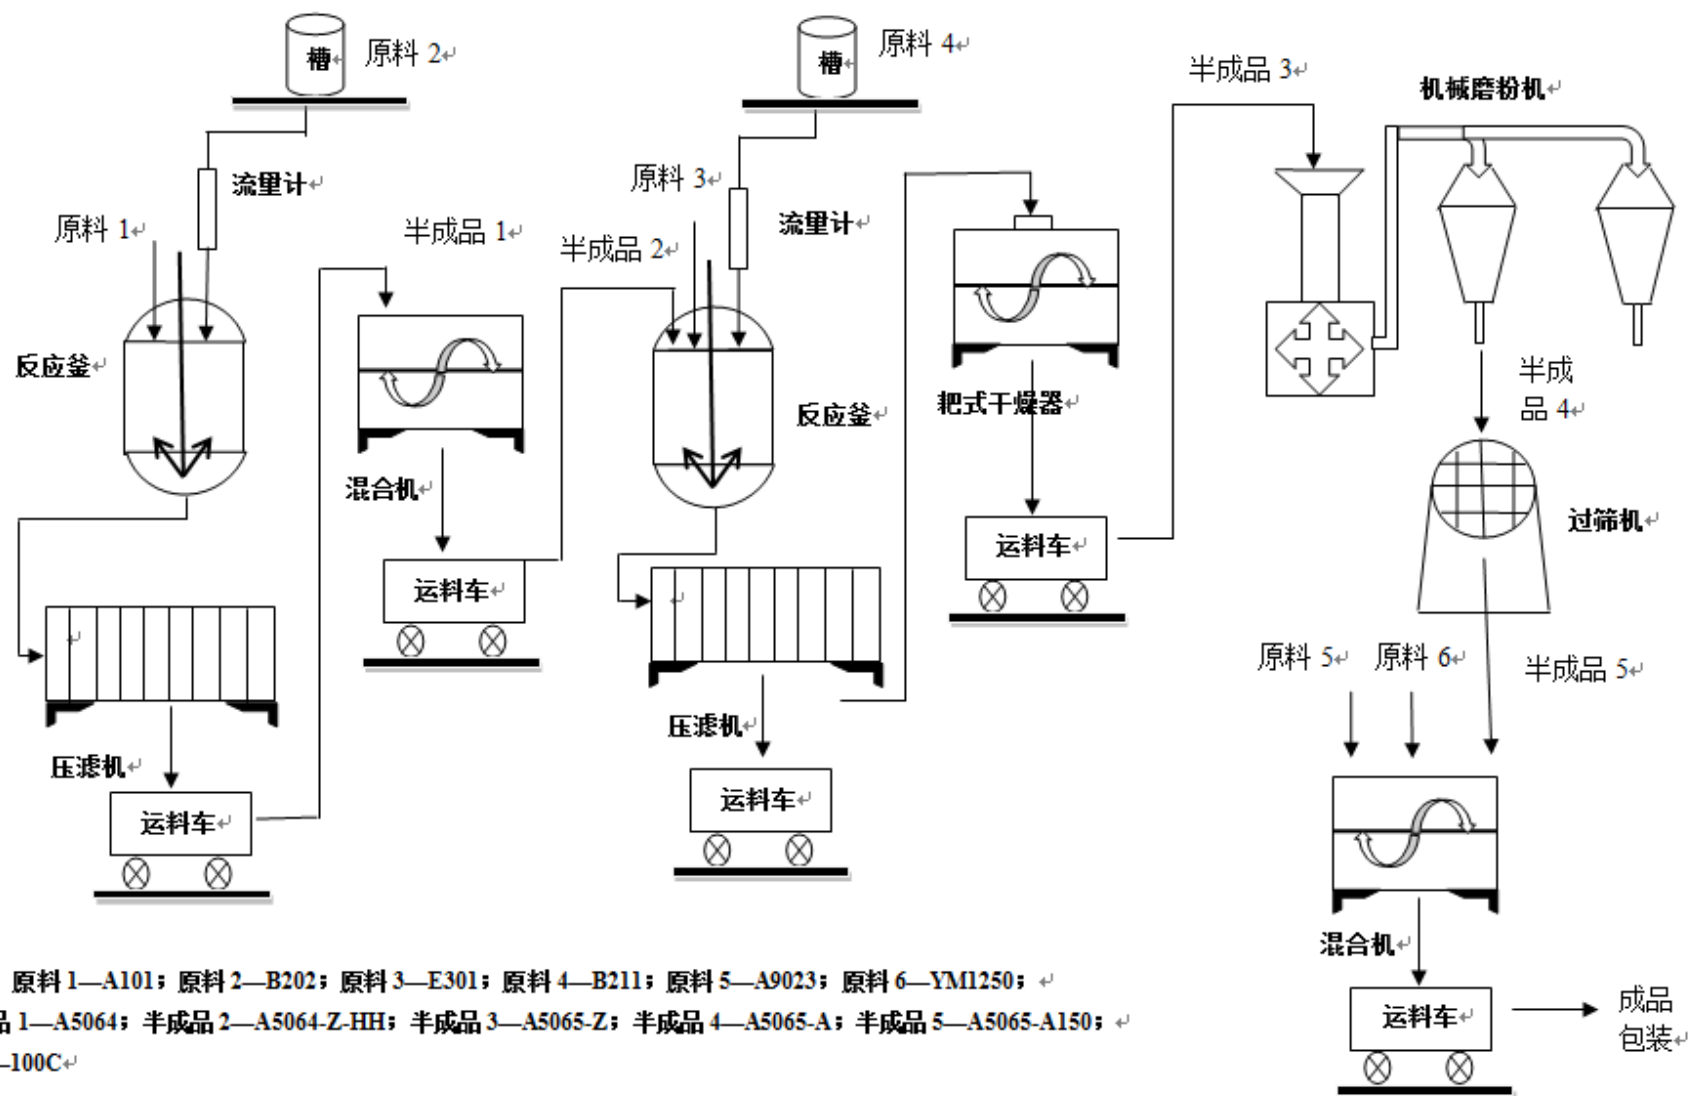 槽
原料 2
槽
原料 4
半成品 3
机械磨粉机
流量计
原料 3
流量计
原料 1
半成品 1
半成品 2
反应釜
反应釜
耙式干燥器
半成
品 4
混合机
过筛机
运料车
运料车
原料 5
原料 6
半成品 5
压滤机
压滤机
运料车
运料车
混合机
运料车
成品
包装
原料 1—A101；原料 2—B202；原料 3—E301；原料 4—B211；原料 5—A9023；原料 6—YM1250；
品 1—A5064；半成品 2—A5064-Z-HH；半成品 3—A5065-Z；半成品 4—A5065-A；半成品 5—A5065-A150；
—100C